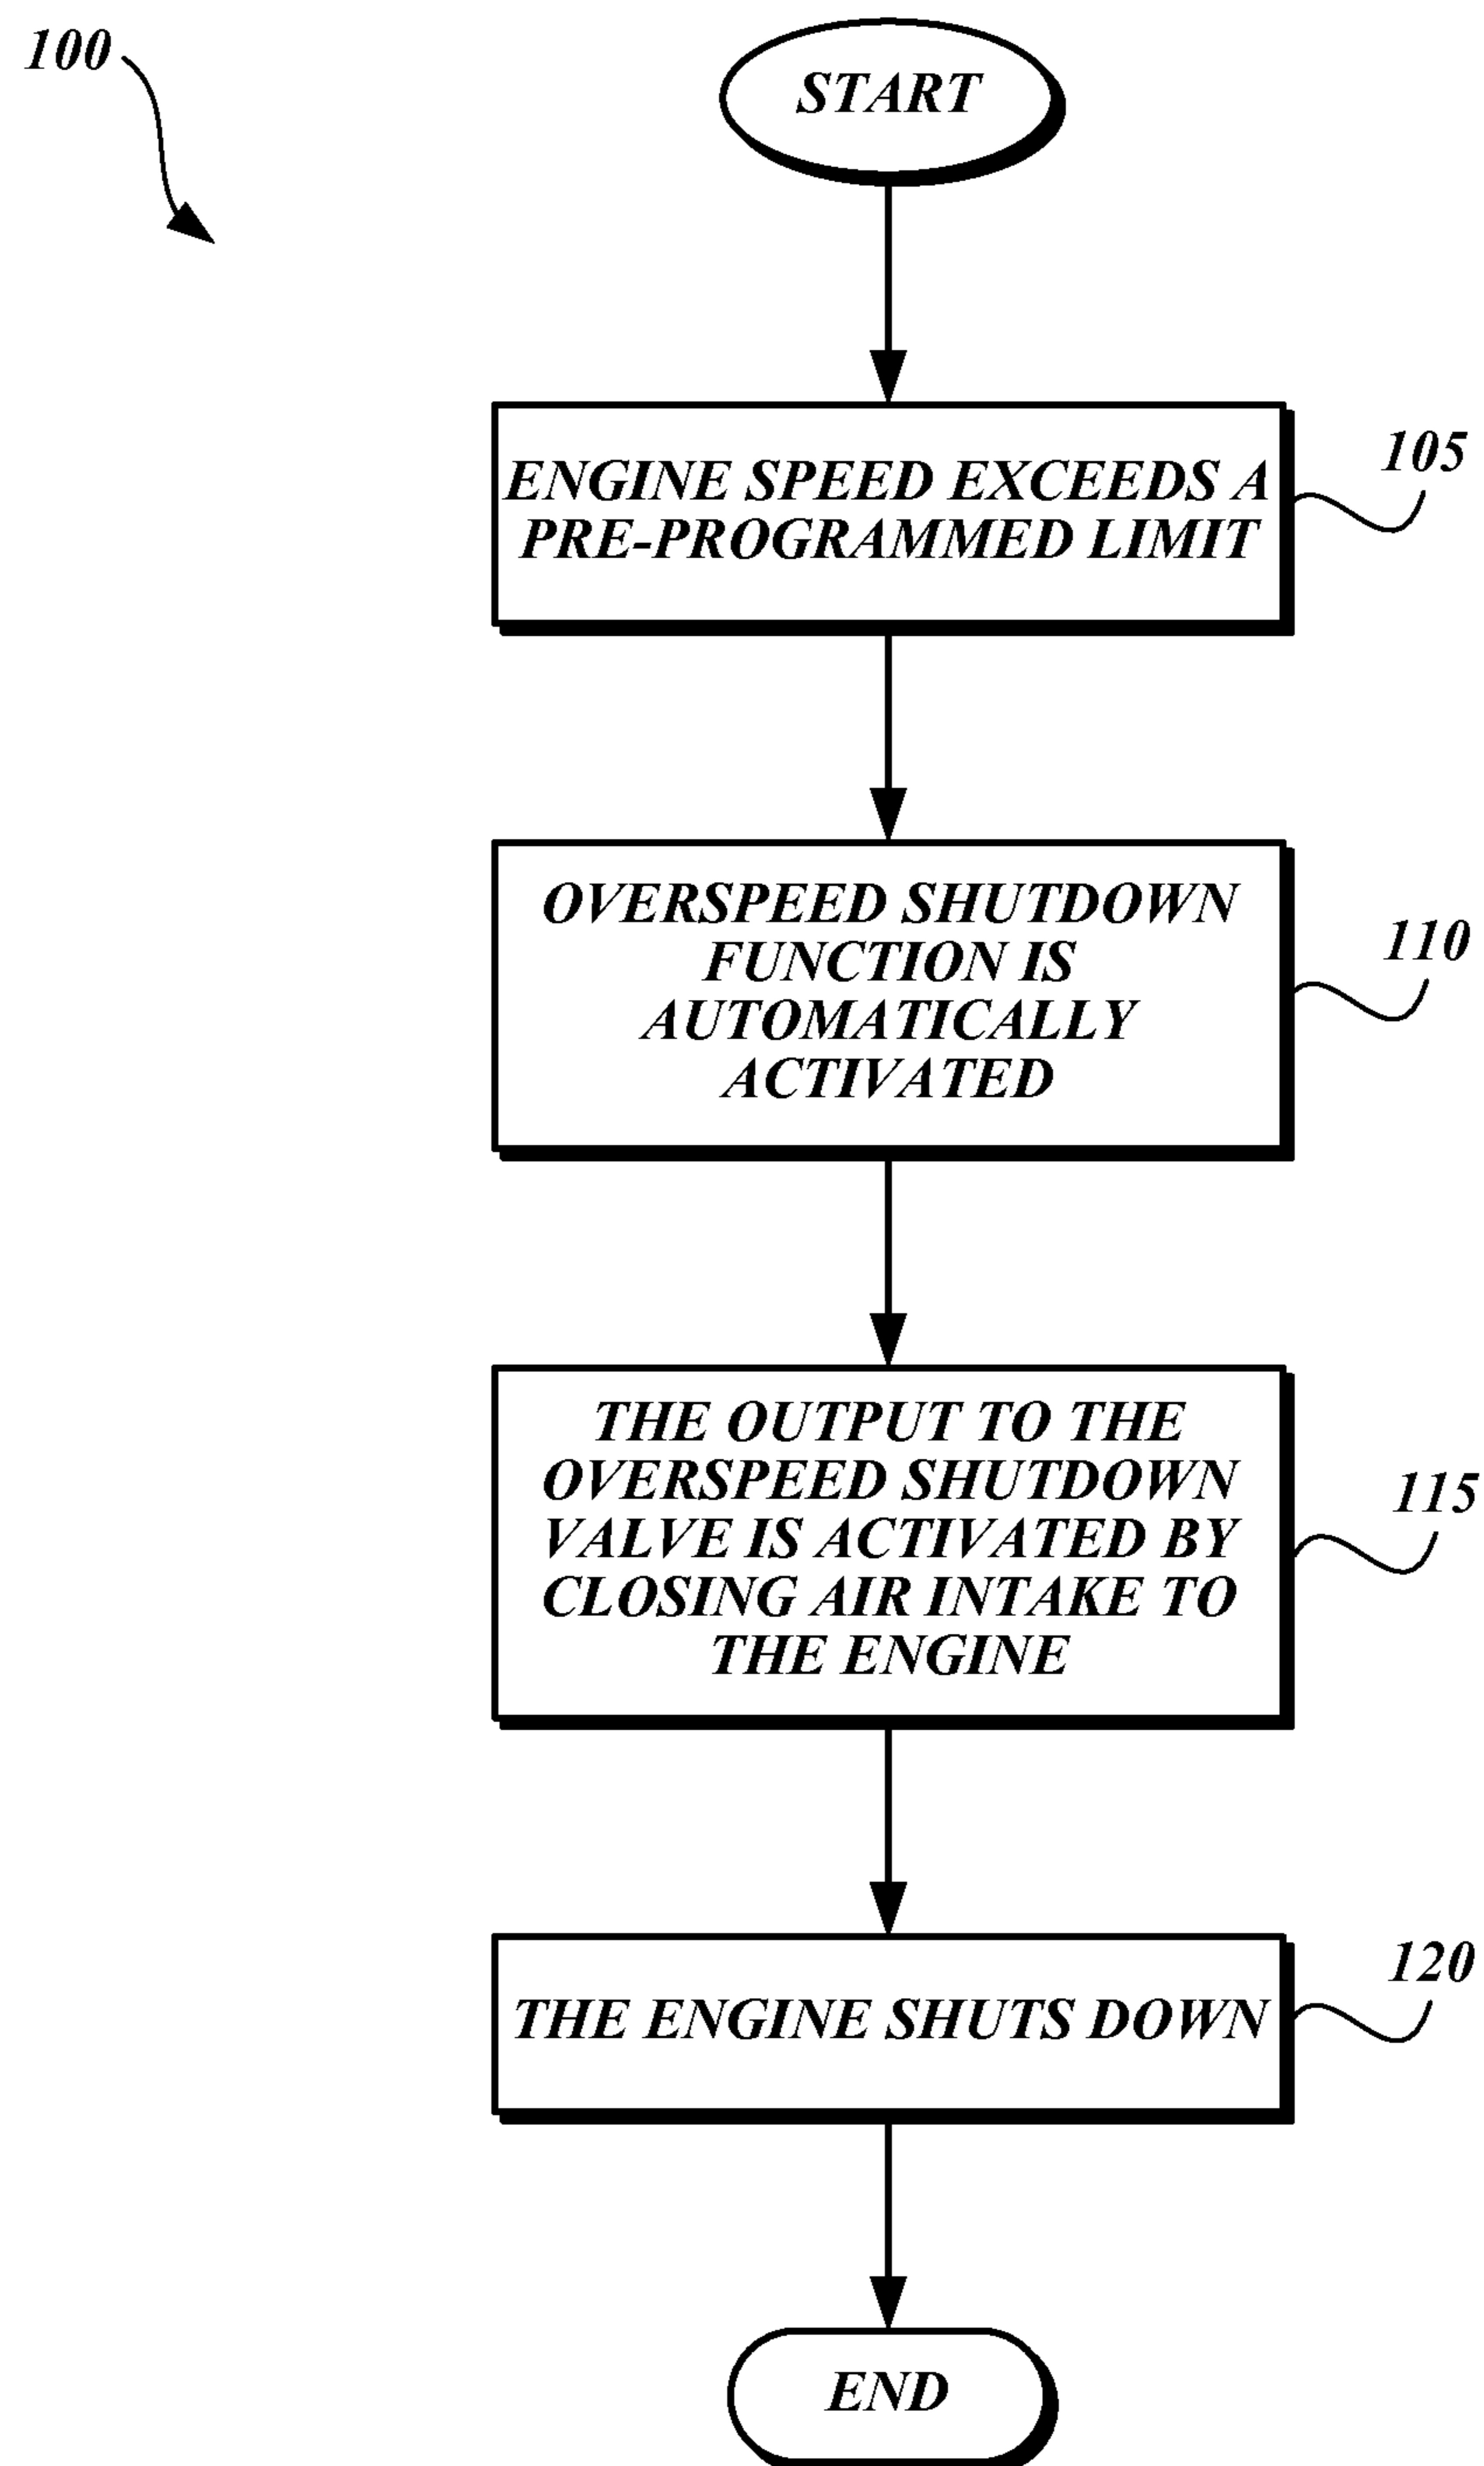 100
START
ENGINE SPEED EXCEEDS A
PRE-PROGRAMMED LIMIT
105
OVERSPEED SHUTDOWN
FUNCTION IS
AUTOMATICALLY
ACTIVATED
110
THE OUTPUT TO THE
OVERSPEED SHUTDOWN
VALVE IS ACTIVATED BY
CLOSING AIR INTAKE TO
THE ENGINE
115
THE ENGINE SHUTS DOWN
120
END